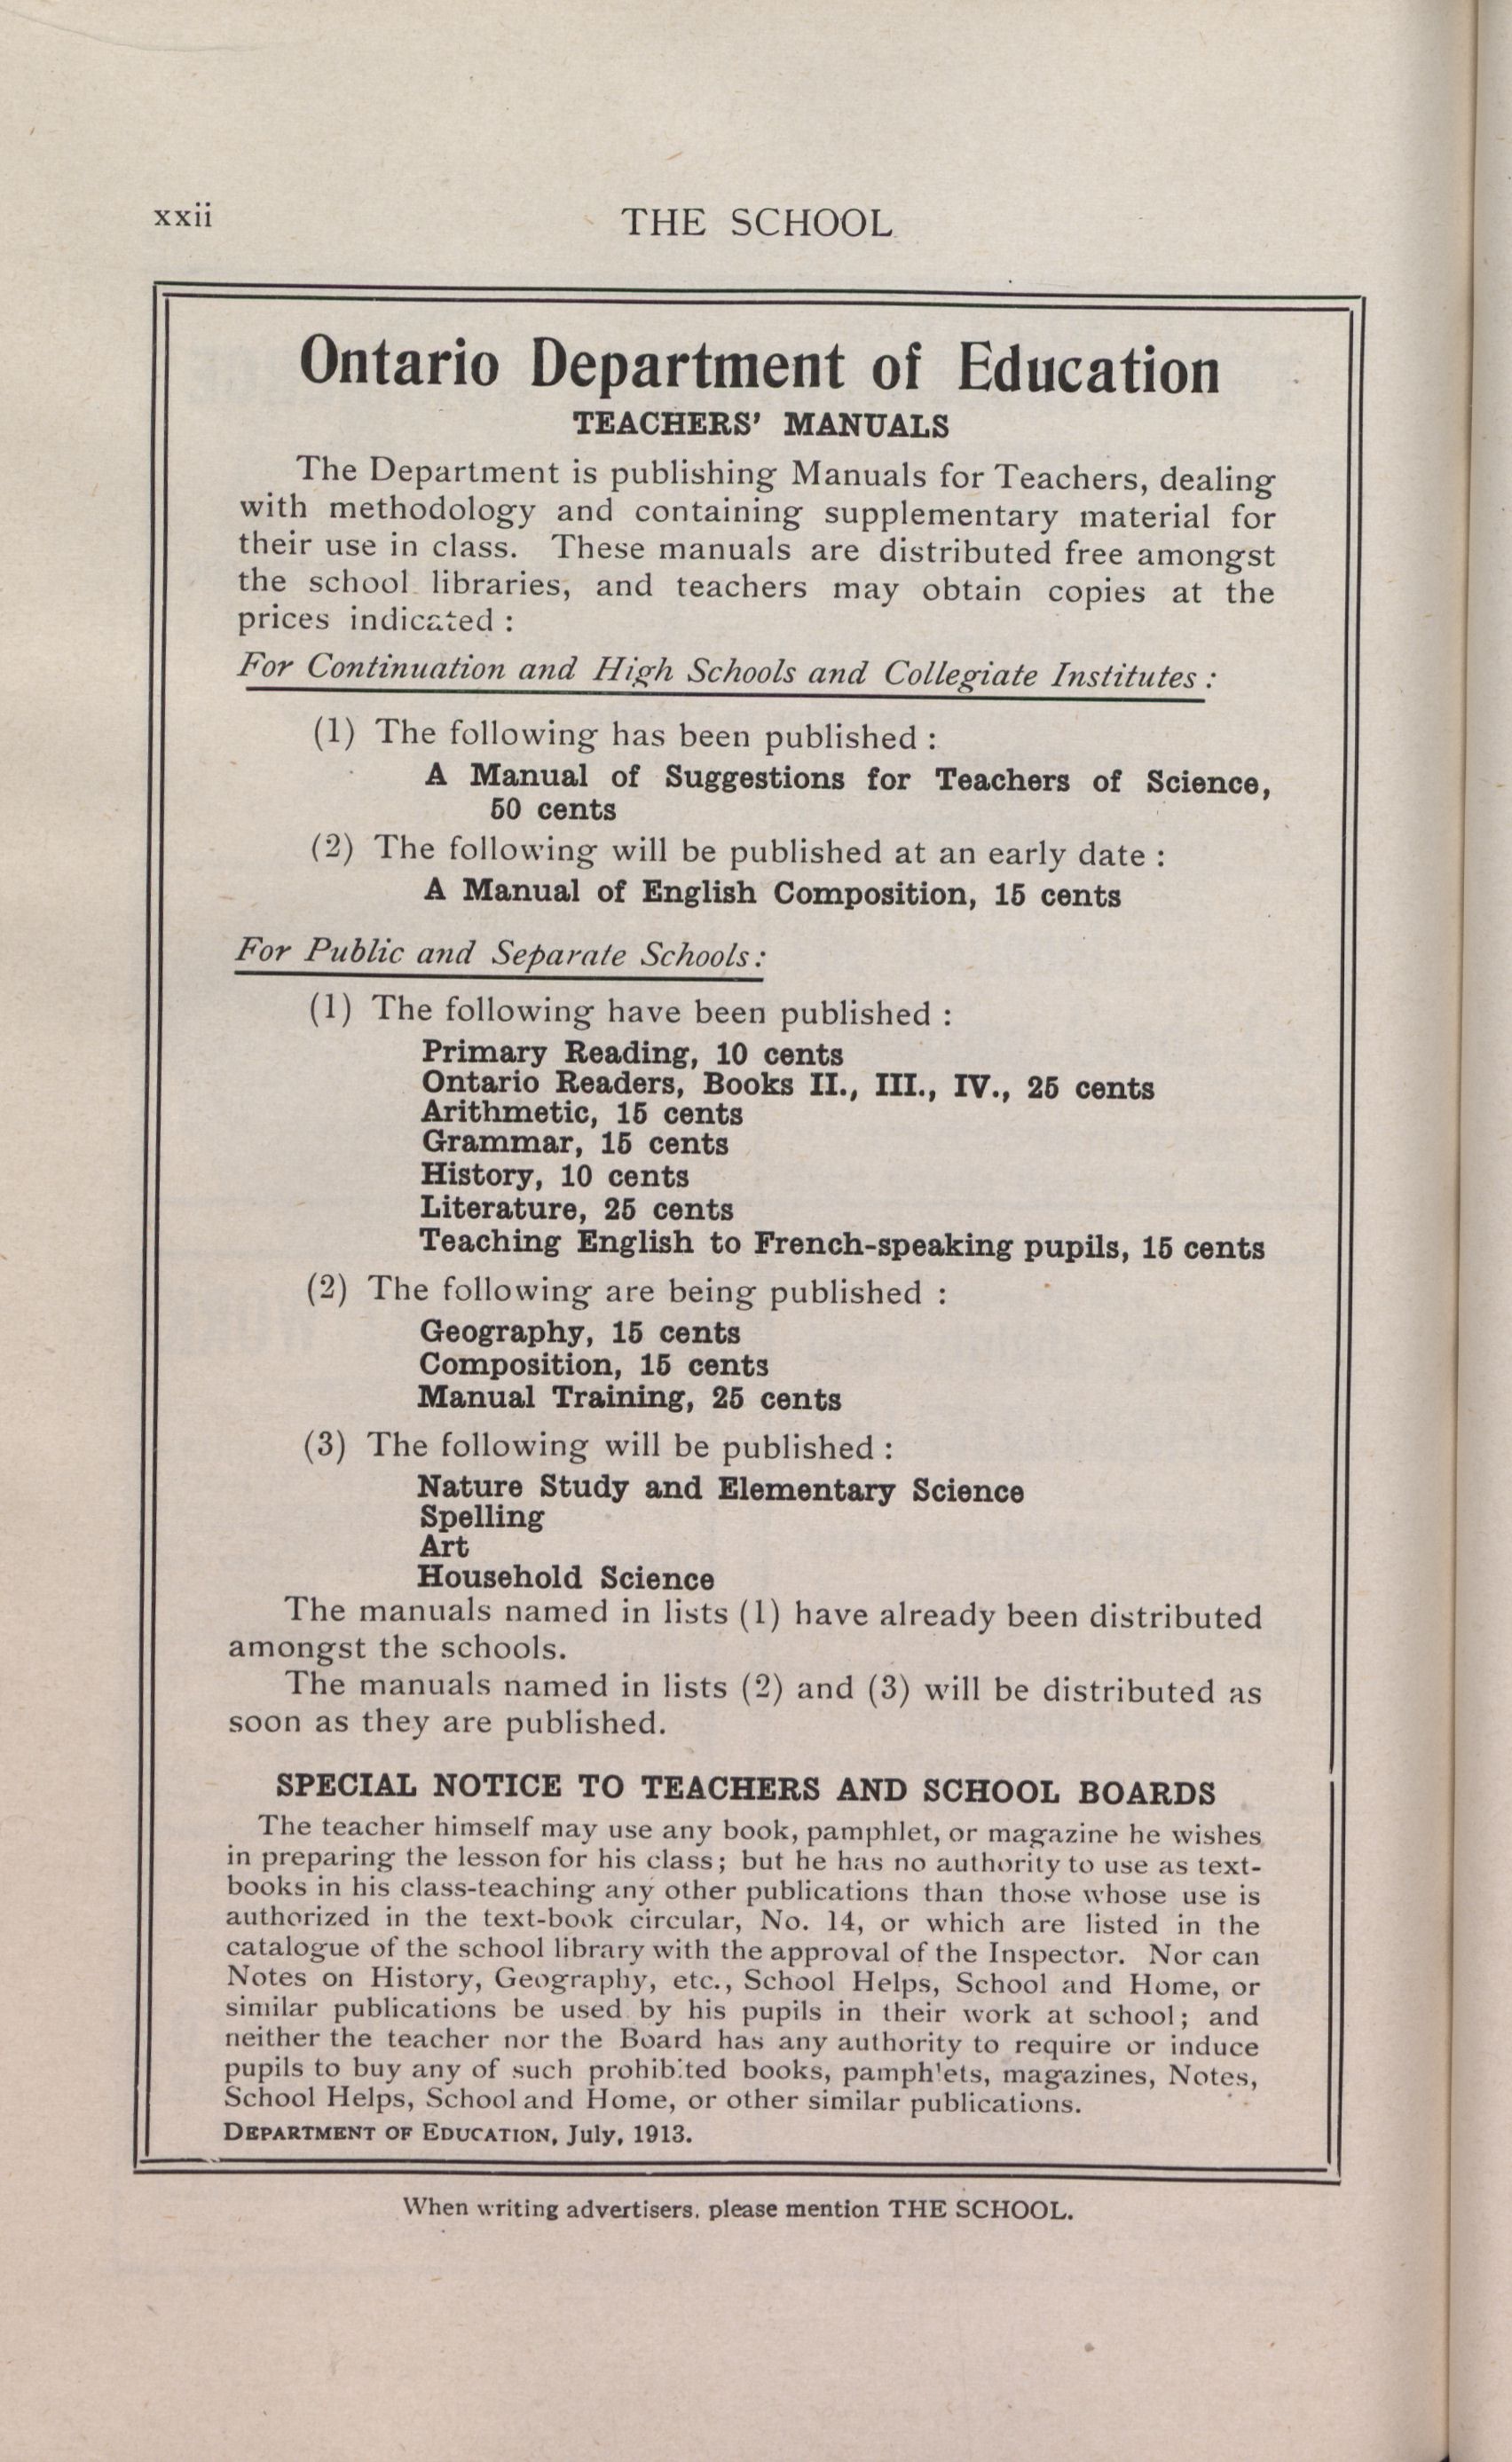 xxii
THE SCHOOL
Ontario Department of Education
TEACHERS' MANUALS
The Department is publishing Manuals for Teachers, dealing
with methodology and containing supplementary material for
their use in class. These manuals are distributed free amongst
the school libraries, and teachers may obtain copies at the
prices indicated :
For Continuation and High Schools and Collegiate Institutes :
(1) The following has been published :
A Manual of Suggestions for Teachers of Science,
50 cents
(2) The following will be published at an early date :
A Manual of English Composition, 15 cents
For Public and Separate Schools :
(1) The following have been published :
Primary Reading, 10 cents
Ontario Readers, Books II., III., IV., 25 cents
Arithmetic, 15 cents
Grammar, 15 cents
History, 10 cents
Literature, 25 cents
Teaching English to French-speaking pupils, 15 cents
(2) The following are being published :
Geography, 15 cents
Composition, 15 cents
Manual Training, 25 cents
(3) The following will be published :
Nature Study and Elementary Science
Spelling
Art
Household Science
The manuals named in lists (1) have already been distributed
amongst the schools.
The manuals named in lists (2) and (3) will be distributed as
soon as they are published.
SPECIAL NOTICE TO TEACHERS AND SCHOOL BOARDS
The teacher himself may use any book, pamphlet, or magazine he wishes
in preparing the lesson for his class; but he has no authority to use as text-
books in his class-teaching any other publications than those whose use is
authorized in the text-book circular, No. 14, or which are listed in the
catalogue of the school library with the approval of the Inspector. Nor can
Notes on History, Geography, etc., School Helps, School and Home, or
similar publications be used by his pupils in their work at school; and
neither the teacher nor the Board has any authority to require or induce
pupils to buy any of such prohibited books, pamphlets, magazines, Notes,
School Helps, School and Home, or other similar publications.
DEPARTMENT OF EDUCATION, July, 1913.
When writing advertisers, please mention THE SCHOOL.